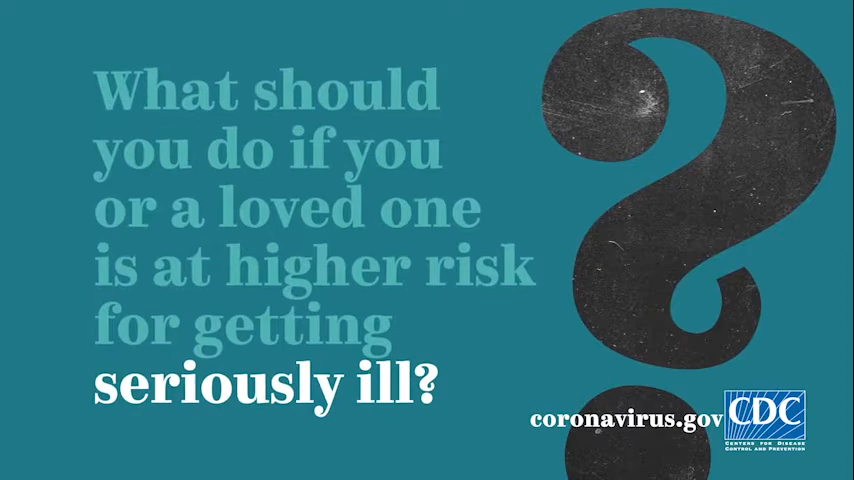 What should
you do if you
or a loved one
is at higher risk
for getting
seriously ill?
coronavirus.gov
CDC
CENTERS FOR DISEASE
CONTROL AND PREVENTION